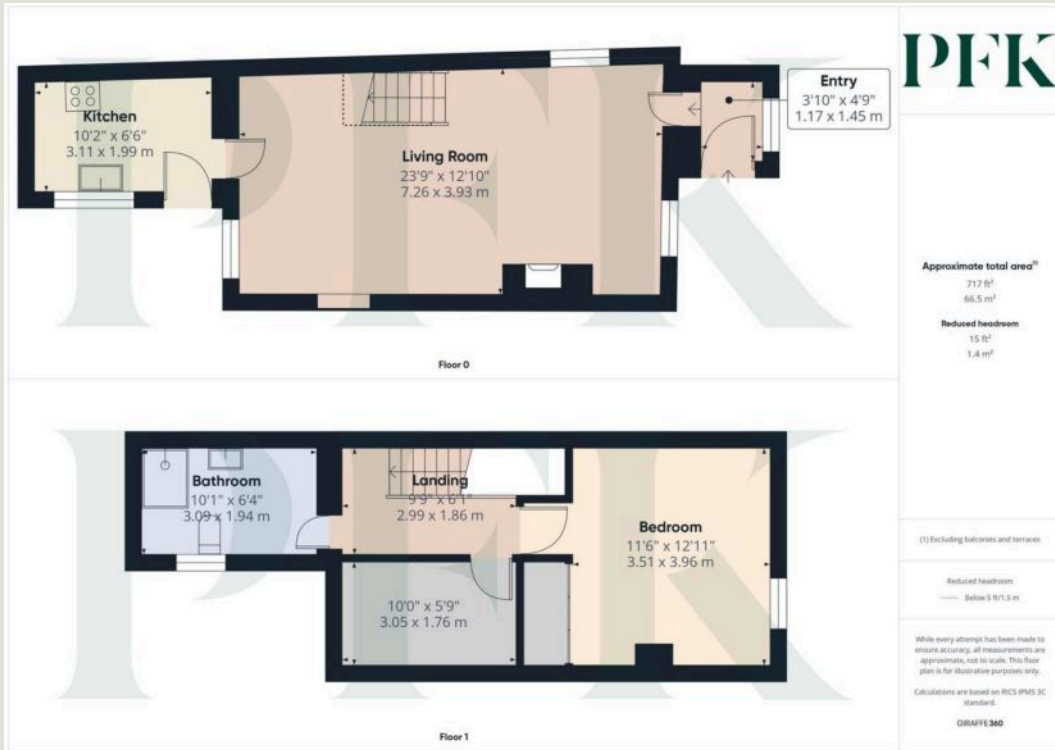 PFK
Kitchen
10'2" x 6'6"
3.11 x 1.99 m
Living Room
23'9" x 12'10"
7.26 x 3.93 m
Entry
3'10" x 4'9"
1.17 x 1.45 m
Floor 0
Bathroom
10'1" x 6'4"
3.09 x 1.94 m
Landing
9'9" x 6'1"
2.99 x 1.86 m
Bedroom
11'6" x 12'11"
3.51 x 3.96 m
10'0" x 5'9"
3.05 x 1.76 m
Floor 1
PFK
PFK
Approximate total area(1)
717 ft²
66.5 m²
Reduced headroom
15 ft²
1.4 m²
(1) Excluding balconies and terraces
Reduced headroom
Below 5 ft/1.5 m
While every attempt has been made to
ensure accuracy, all measurements are
approximate, not to scale. This floor
plan is for illustrative purposes only.
Calculations are based on RICS IPMS 3C
standard.
GIRAFFE360